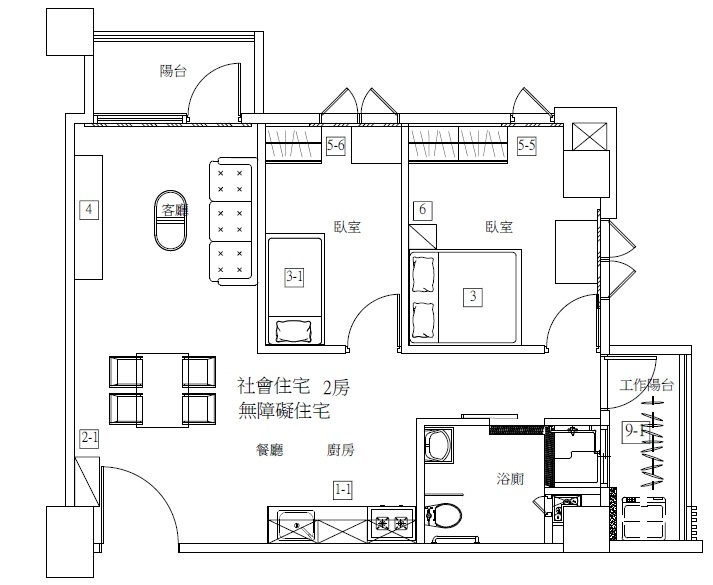 陽台
5-6
5-5
4
客廳
6
臥室
臥室
3-1
3
社會住宅 2房
無障礙住宅
工作陽台
9-1
2-1
餐廳
廚房
浴廁
1-1